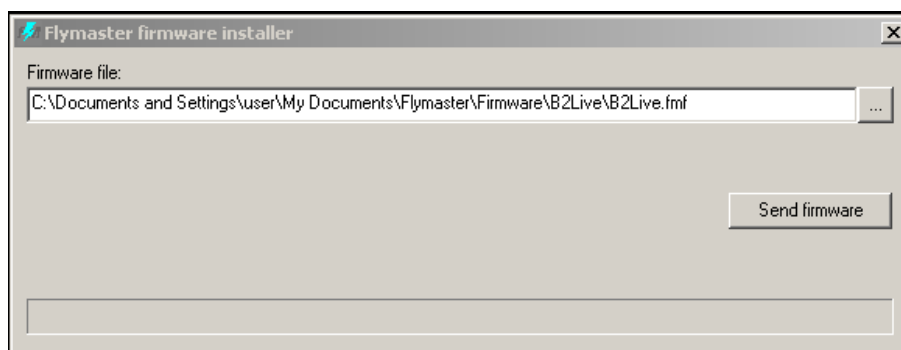 Flymaster firmware installer
Firmware file:
C:\Documents and Settings\user\My Documents\Flymaster\Firmware\B2Live\B2Live.fmf
...
Send firmware